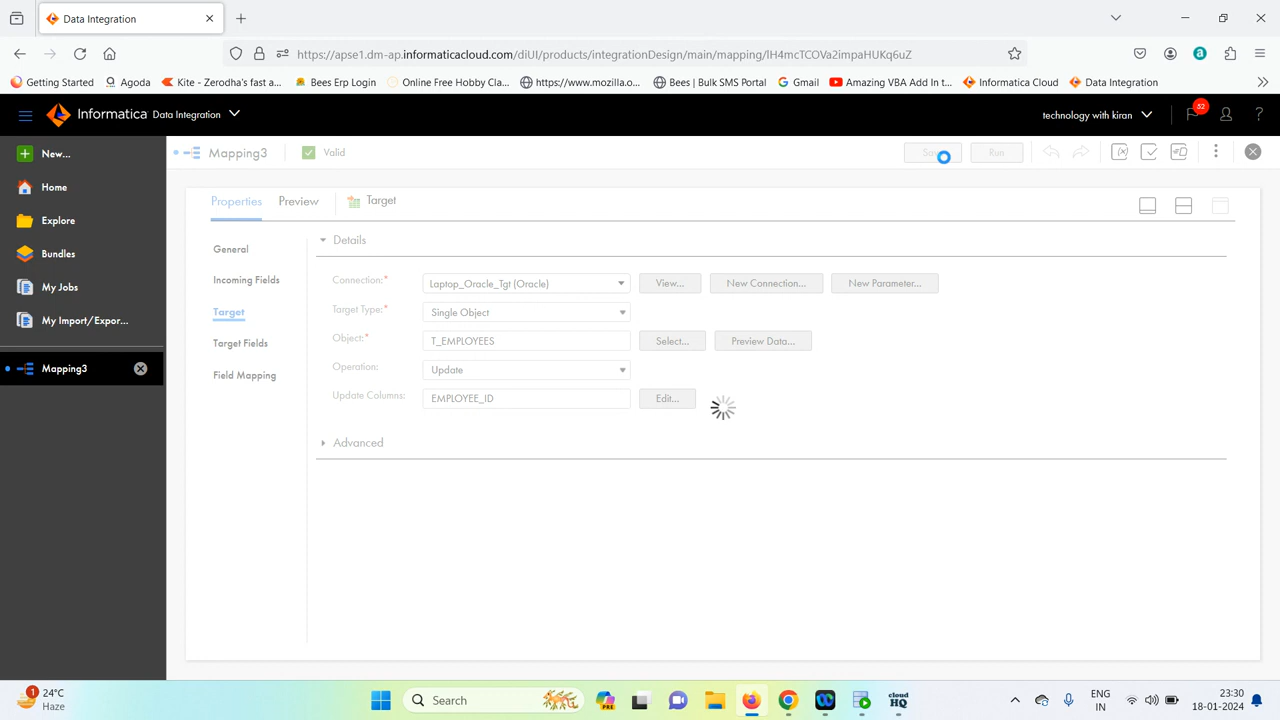 Data Integration
https://apse1.dm-ap.informaticacloud.com/diUI/products/integrationDesign/main/mapping/lH4mcTCOVa2impaHUKq6uZ
Getting Started
Agoda
Kite - Zerodha's fast a...
Bees Erp Login
Online Free Hobby Cla...
https://www.mozilla.o...
Bees | Bulk SMS Portal
Gmail
Amazing VBA Add In t...
Informatica Cloud
Data Integration
Informatica Data Integration
technology with kiran
52
New...
Home
Explore
Bundles
My Jobs
My Import/Expor...
Mapping3
Mapping3
Valid
Run
Properties
Preview
Target
General
Incoming Fields
Target
Target Fields
Field Mapping
Details
Connection:* Laptop_Oracle_Tgt (Oracle) View... New Connection... New Parameter...
Target Type:* Single Object
Object:* T_EMPLOYEES Select... Preview Data...
Operation: Update
Update Columns: EMPLOYEE_ID Edit...
Advanced
1
24°C
Haze
Search
PRE
cloud
HQ
ENG
IN
23:30
18-01-2024